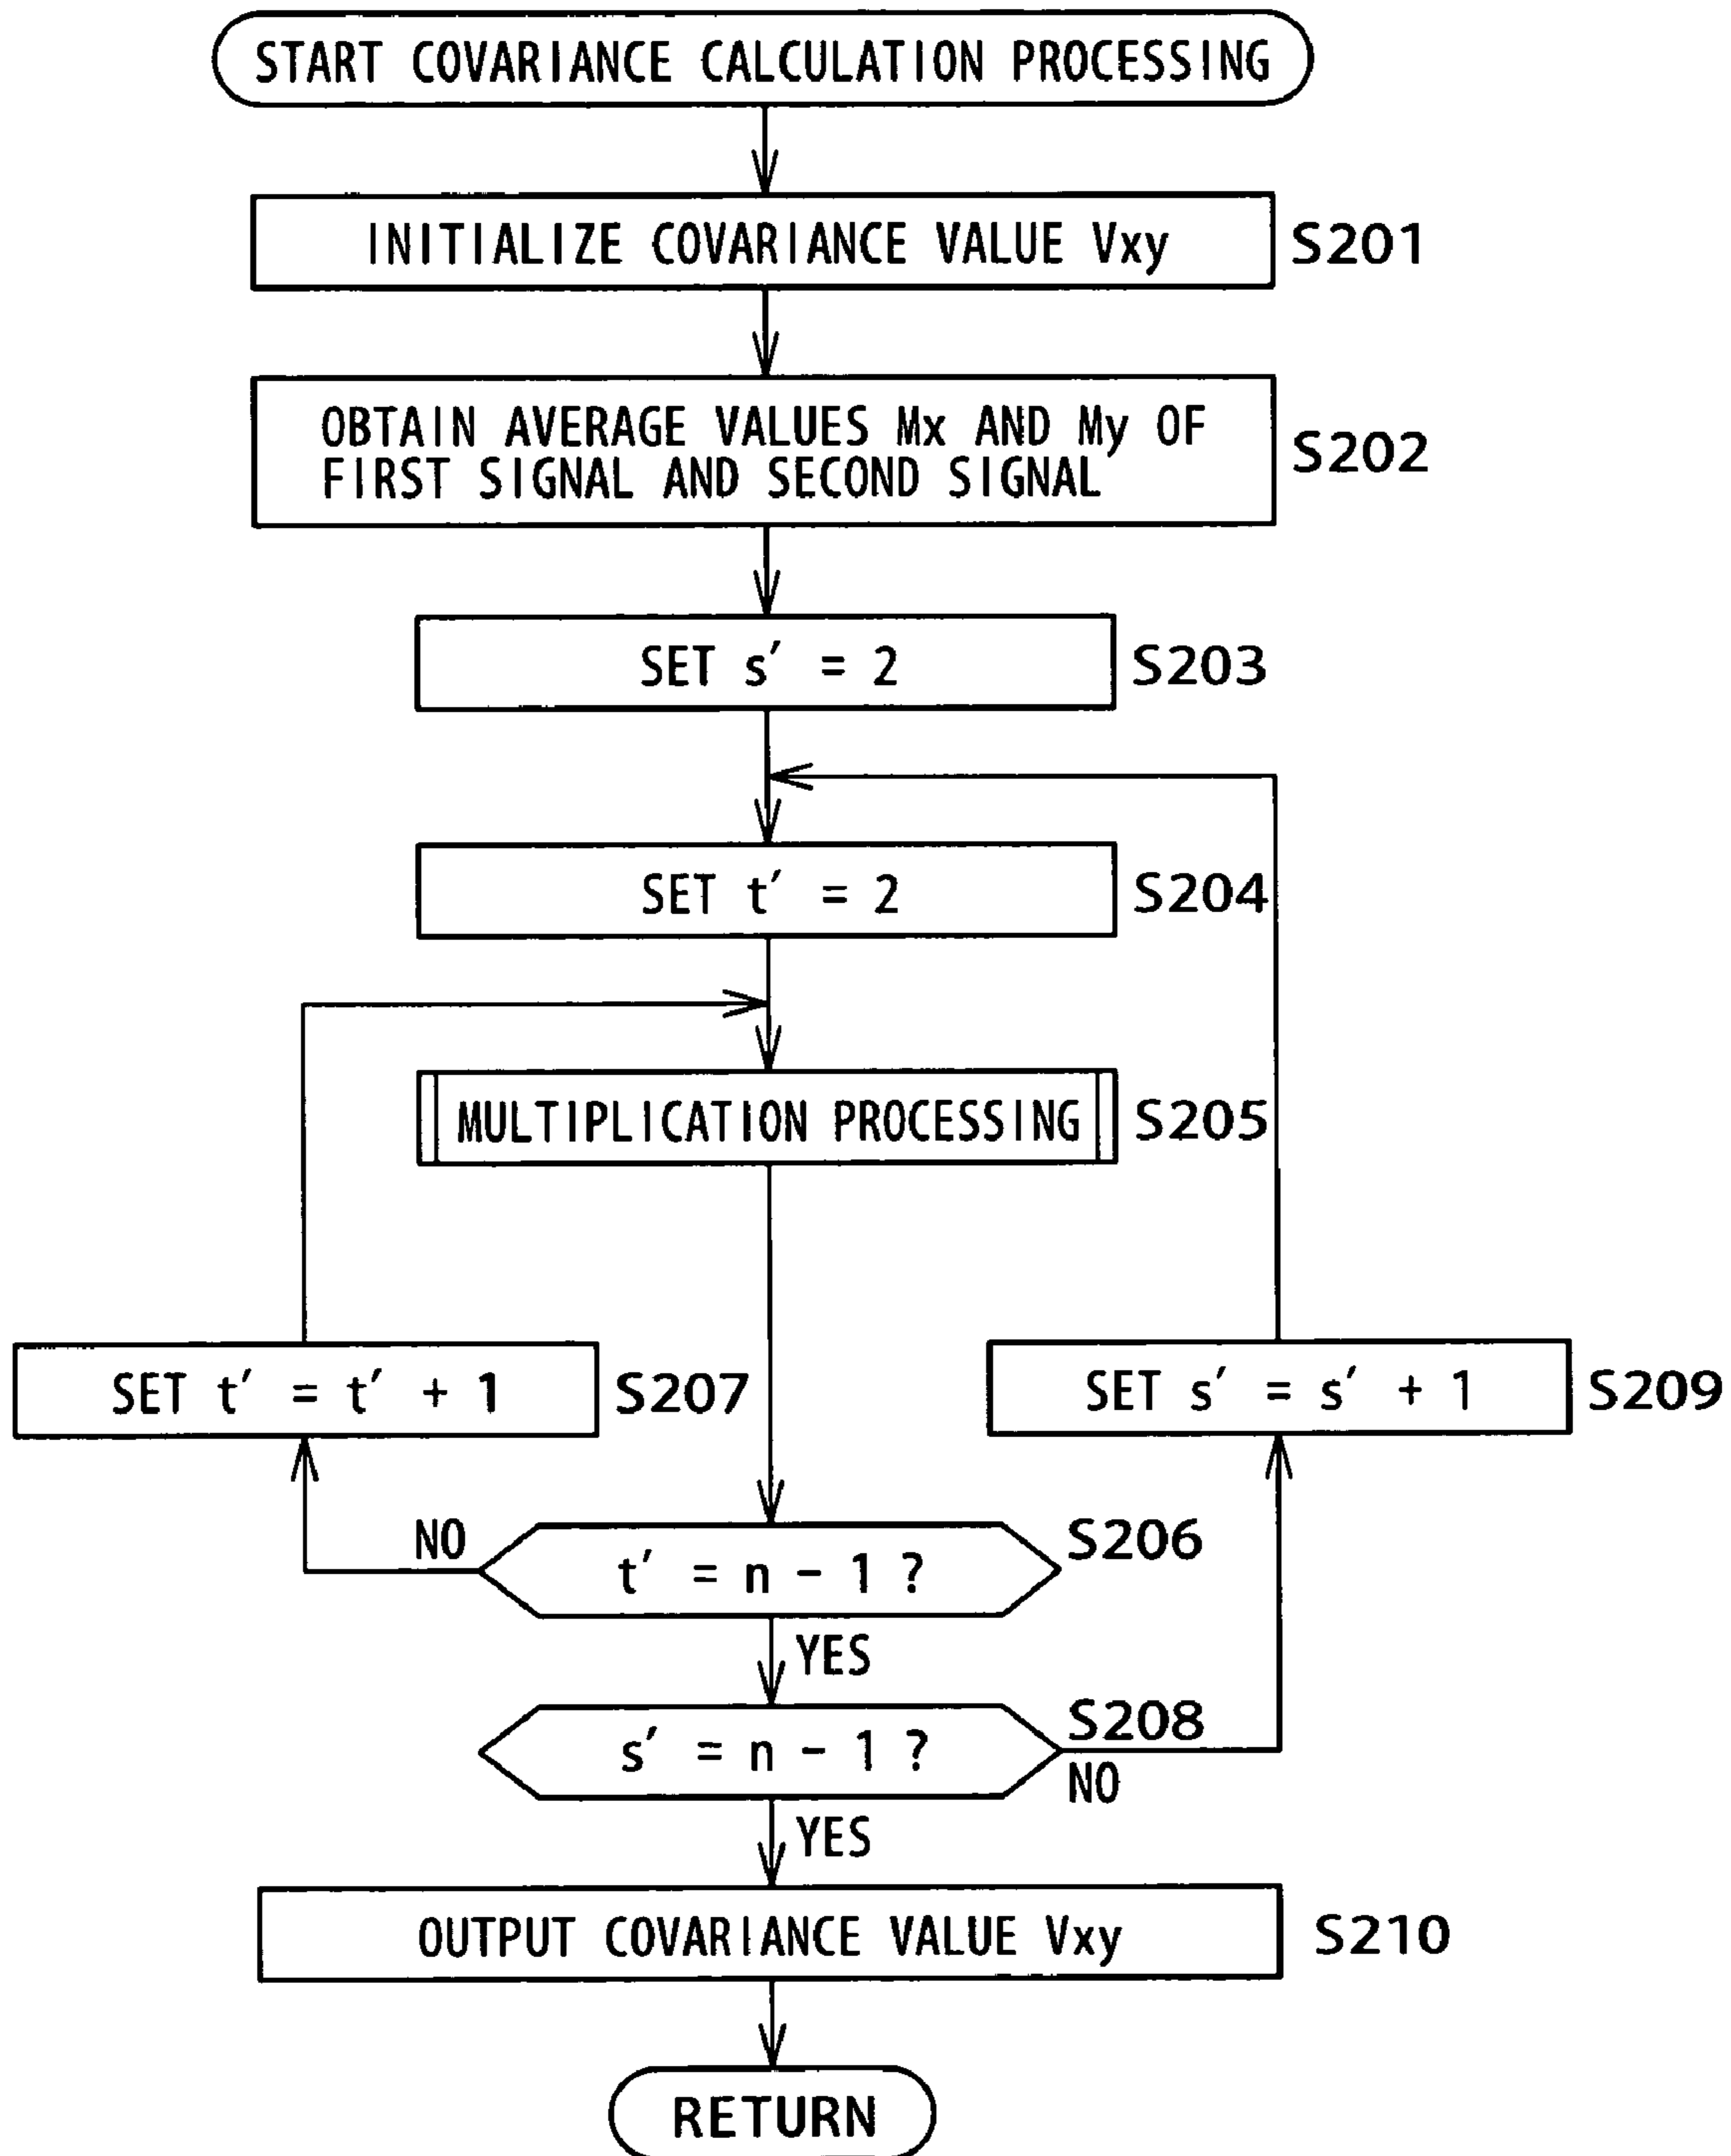 START COVARIANCE CALCULATION PROCESSING
INITIALIZE COVARIANCE VALUE Vxy
S201
OBTAIN AVERAGE VALUES Mx AND My OF
FIRST SIGNAL AND SECOND SIGNAL
S202
SET s′ = 2
S203
SET t′ = 2
S204
MULTIPLICATION PROCESSING
S205
SET t′ = t′ + 1
S207
SET s′ = s′ + 1
S209
NO
t′ = n - 1 ?
S206
YES
s′ = n - 1 ?
S208
NO
YES
OUTPUT COVARIANCE VALUE Vxy
S210
RETURN